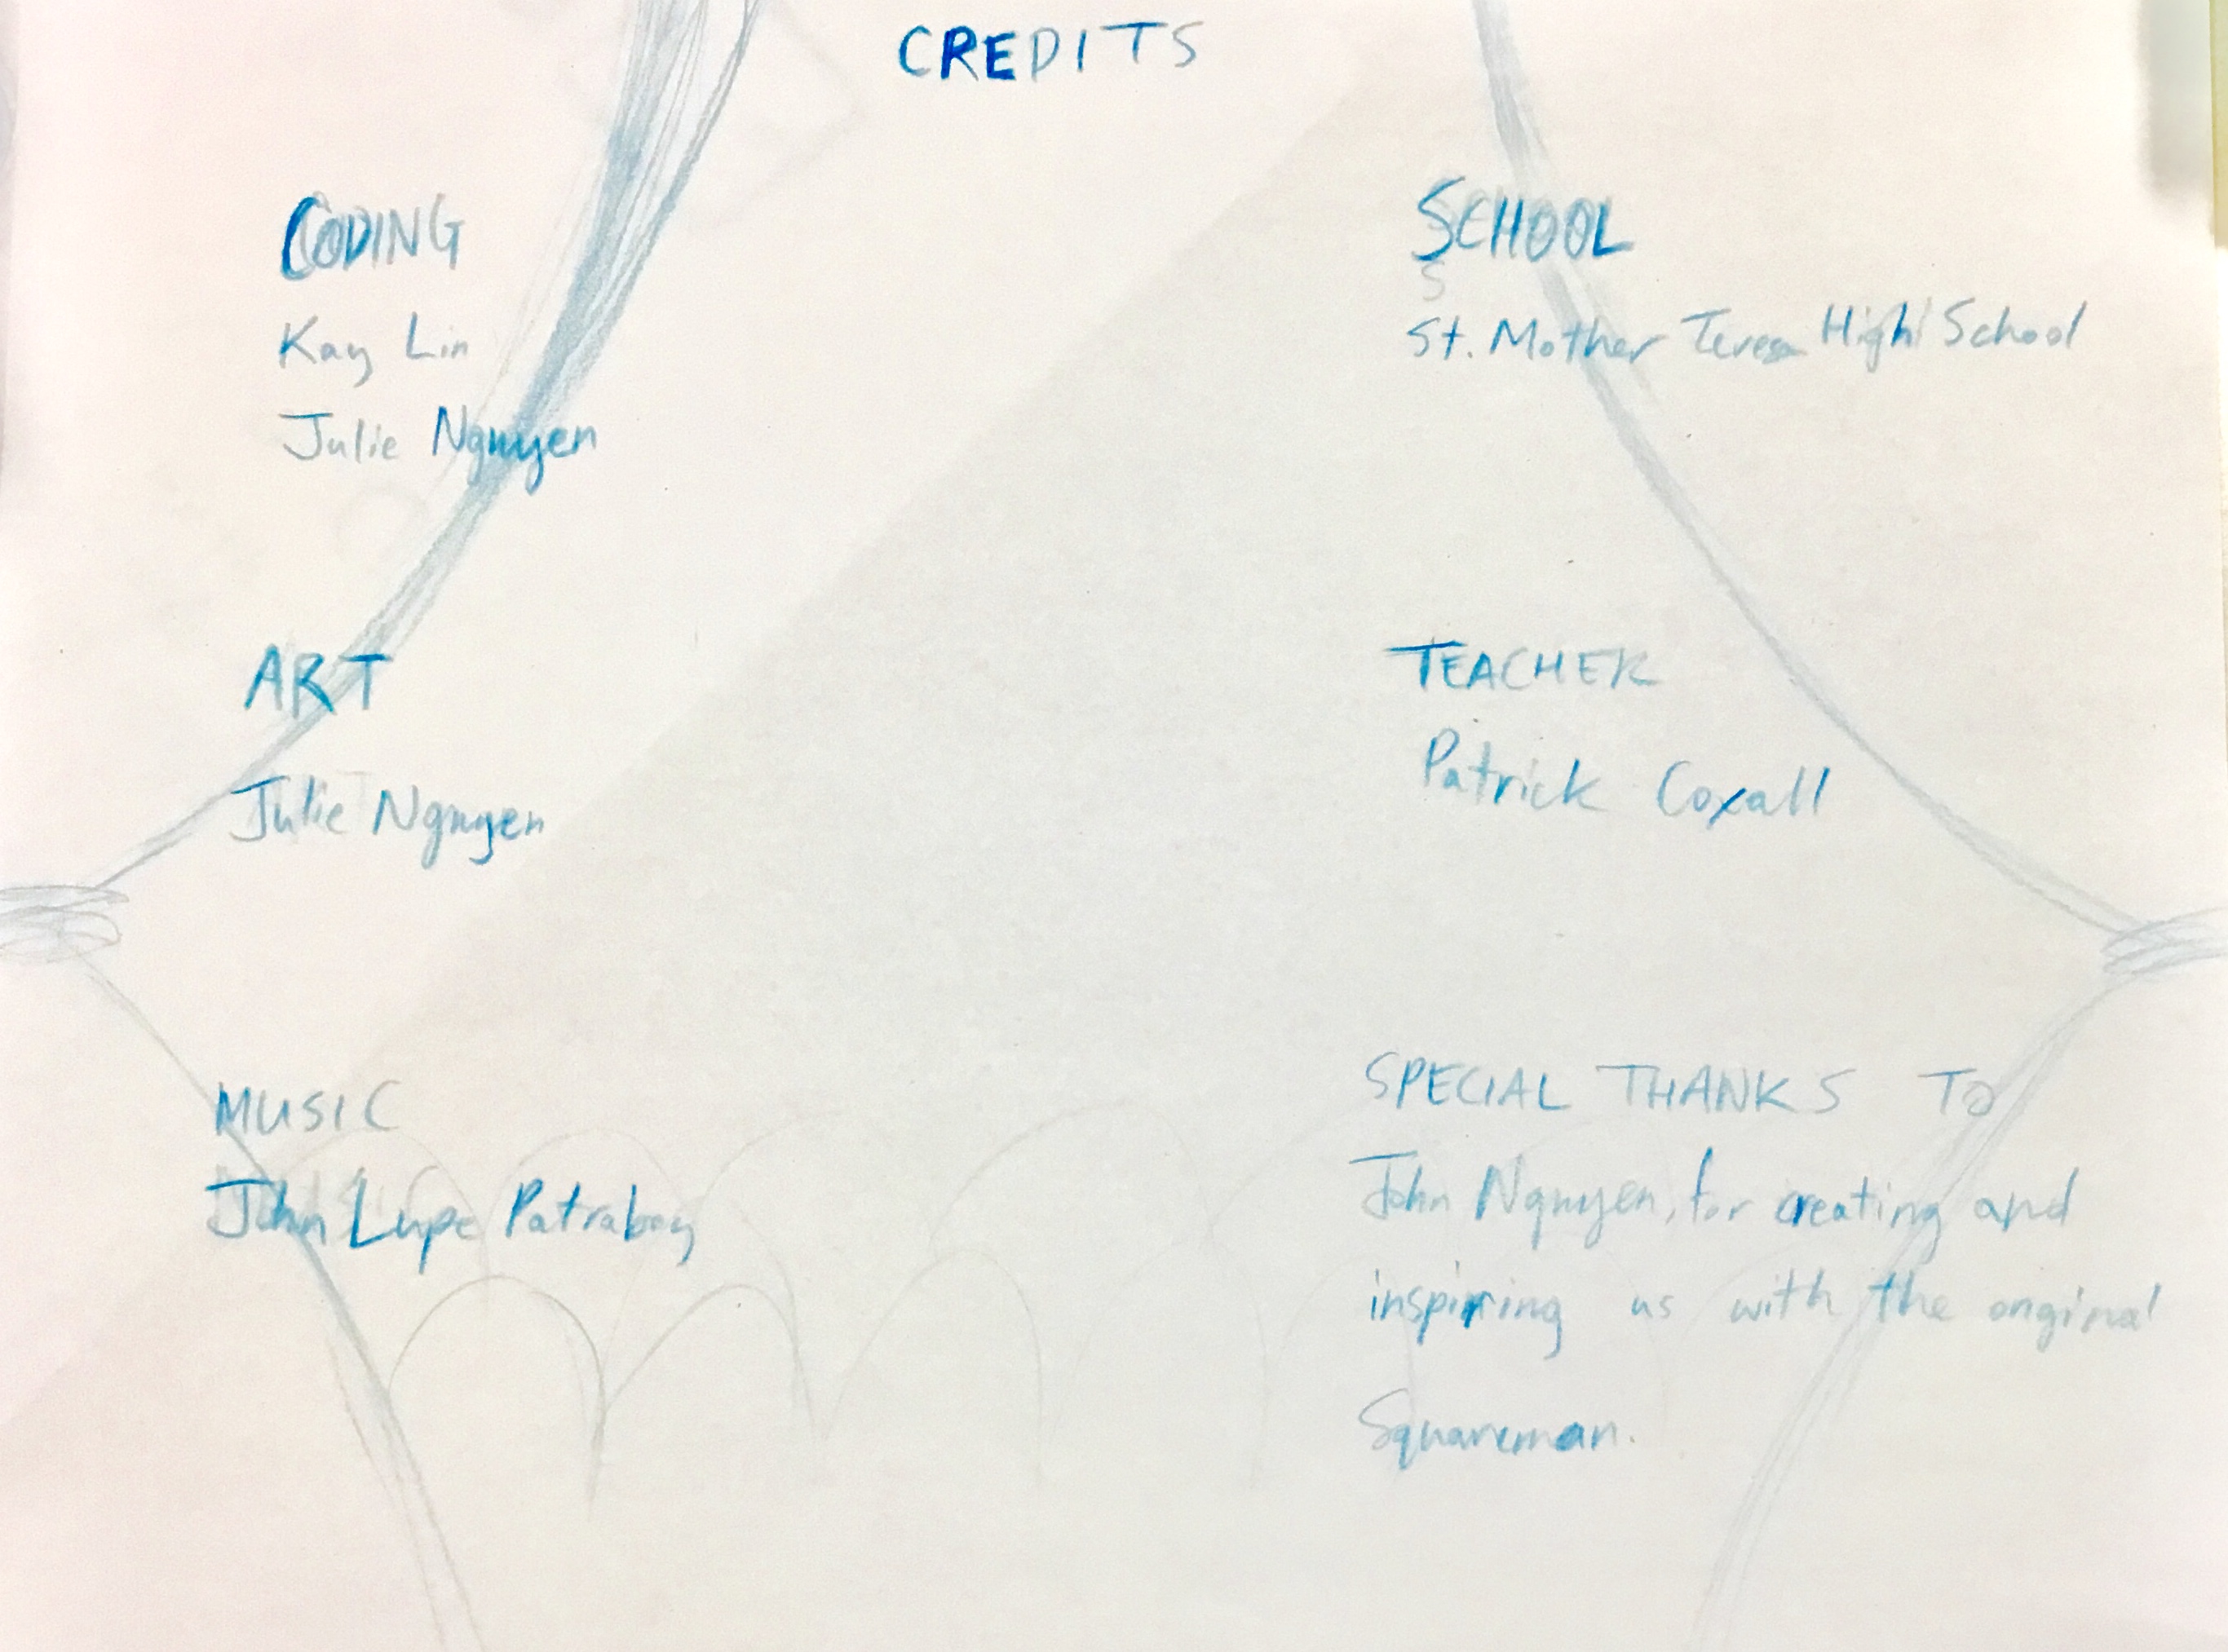 CREDITS
CODING
Kay Lin
Julie Nguyen
ART
Julie Nguyen
MUSIC
John Lupe Patraboy
SCHOOL
S
St. Mother Teresa High School
TEACHER
Patrick Coxall
SPECIAL THANKS TO
John Nguyen, for creating and
inspiring us with the original
Squareman.